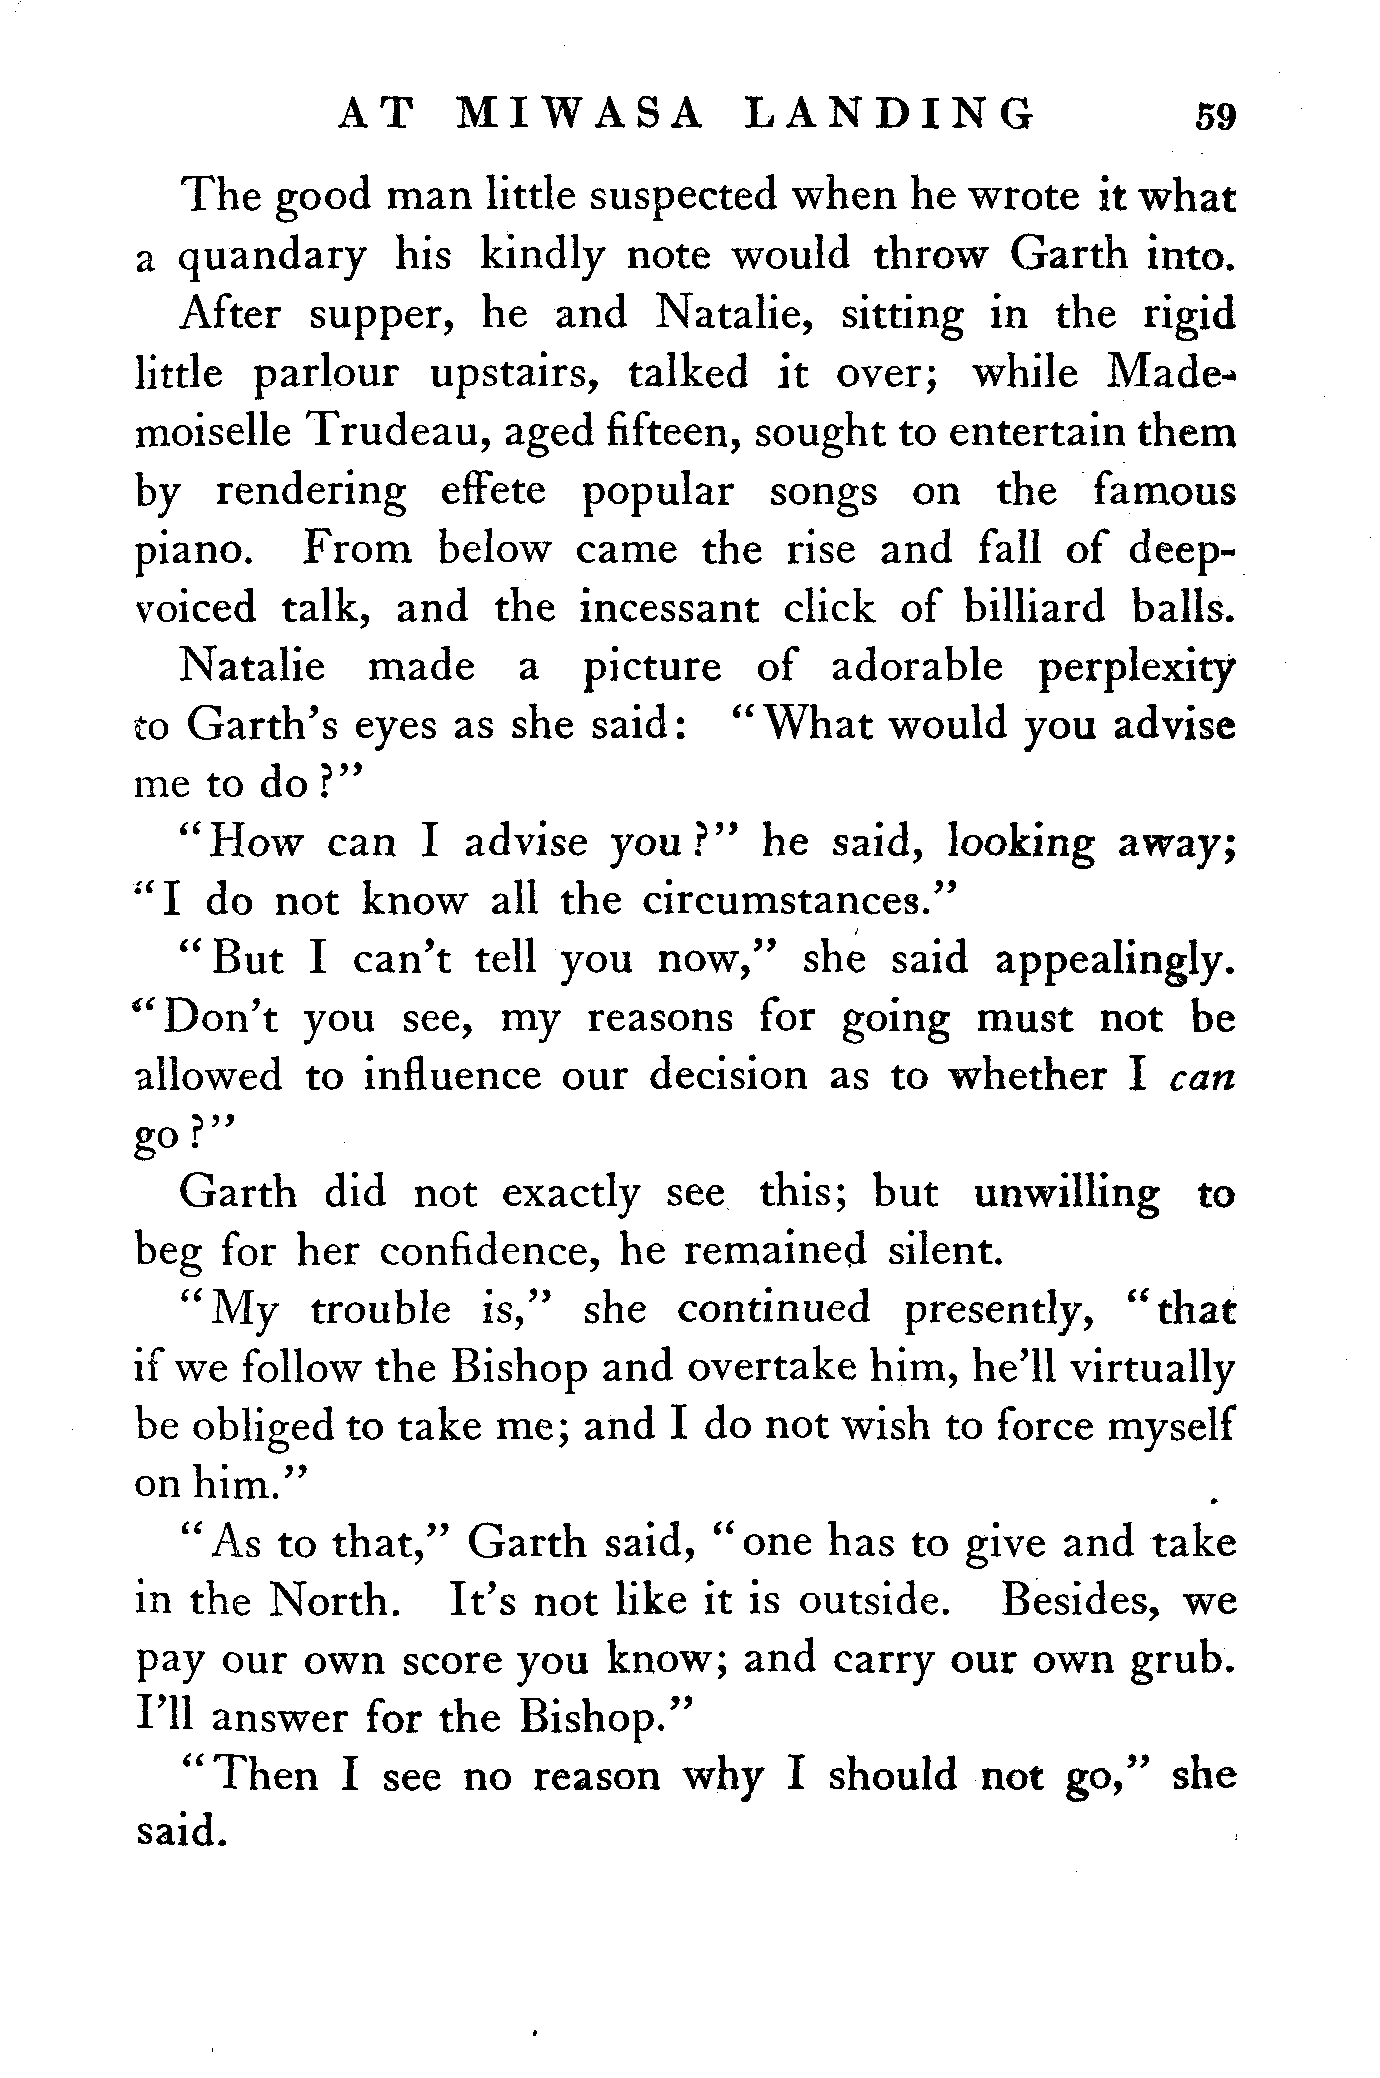 AT MIWASA LANDING 59
The good man little suspected when he wrote it what
a quandary his kindly note would throw Garth into.
After supper, he and Natalie, sitting in the rigid
little parlour upstairs, talked it over; while Made-
moiselle Trudeau, aged fifteen, sought to entertain them
by rendering effete popular songs on the famous
piano. From below came the rise and fall of deep-
voiced talk, and the incessant click of billiard balls.
Natalie made a picture of adorable perplexity
to Garth's eyes as she said: "What would you advise
me to do?"
"How can I advise you?" he said, looking away;
"I do not know all the circumstances."
"But I can't tell you now," she said appealingly.
"Don't you see, my reasons for going must not be
allowed to influence our decision as to whether I can
go?"
Garth did not exactly see this; but unwilling to
beg for her confidence, he remained silent.
"My trouble is," she continued presently, "that
if we follow the Bishop and overtake him, he'll virtually
be obliged to take me; and I do not wish to force myself
on him."
"As to that," Garth said, "one has to give and take
in the North. It's not like it is outside. Besides, we
pay our own score you know; and carry our own grub.
I'll answer for the Bishop."
"Then I see no reason why I should not go," she
said.